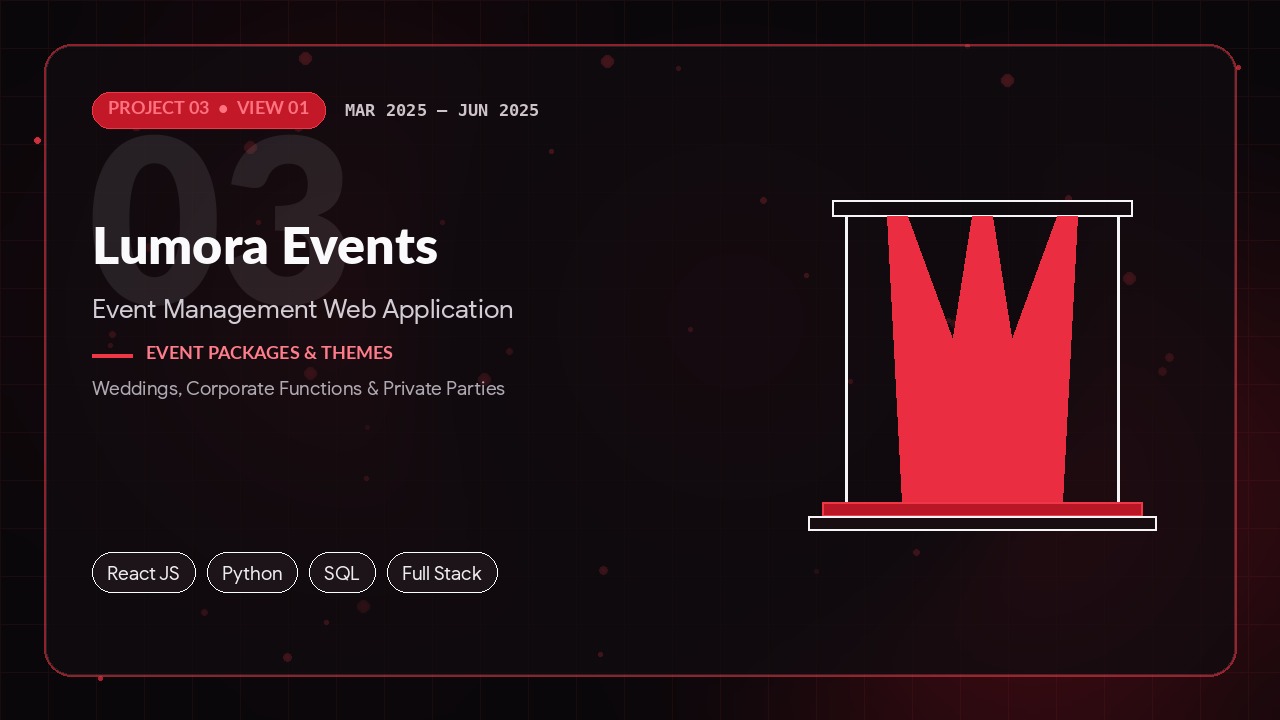 PROJECT 03 ● VIEW 01
MAR 2025 — JUN 2025
03
Lumora Events
Event Management Web Application
EVENT PACKAGES & THEMES
Weddings, Corporate Functions & Private Parties
React JS
Python
SQL
Full Stack